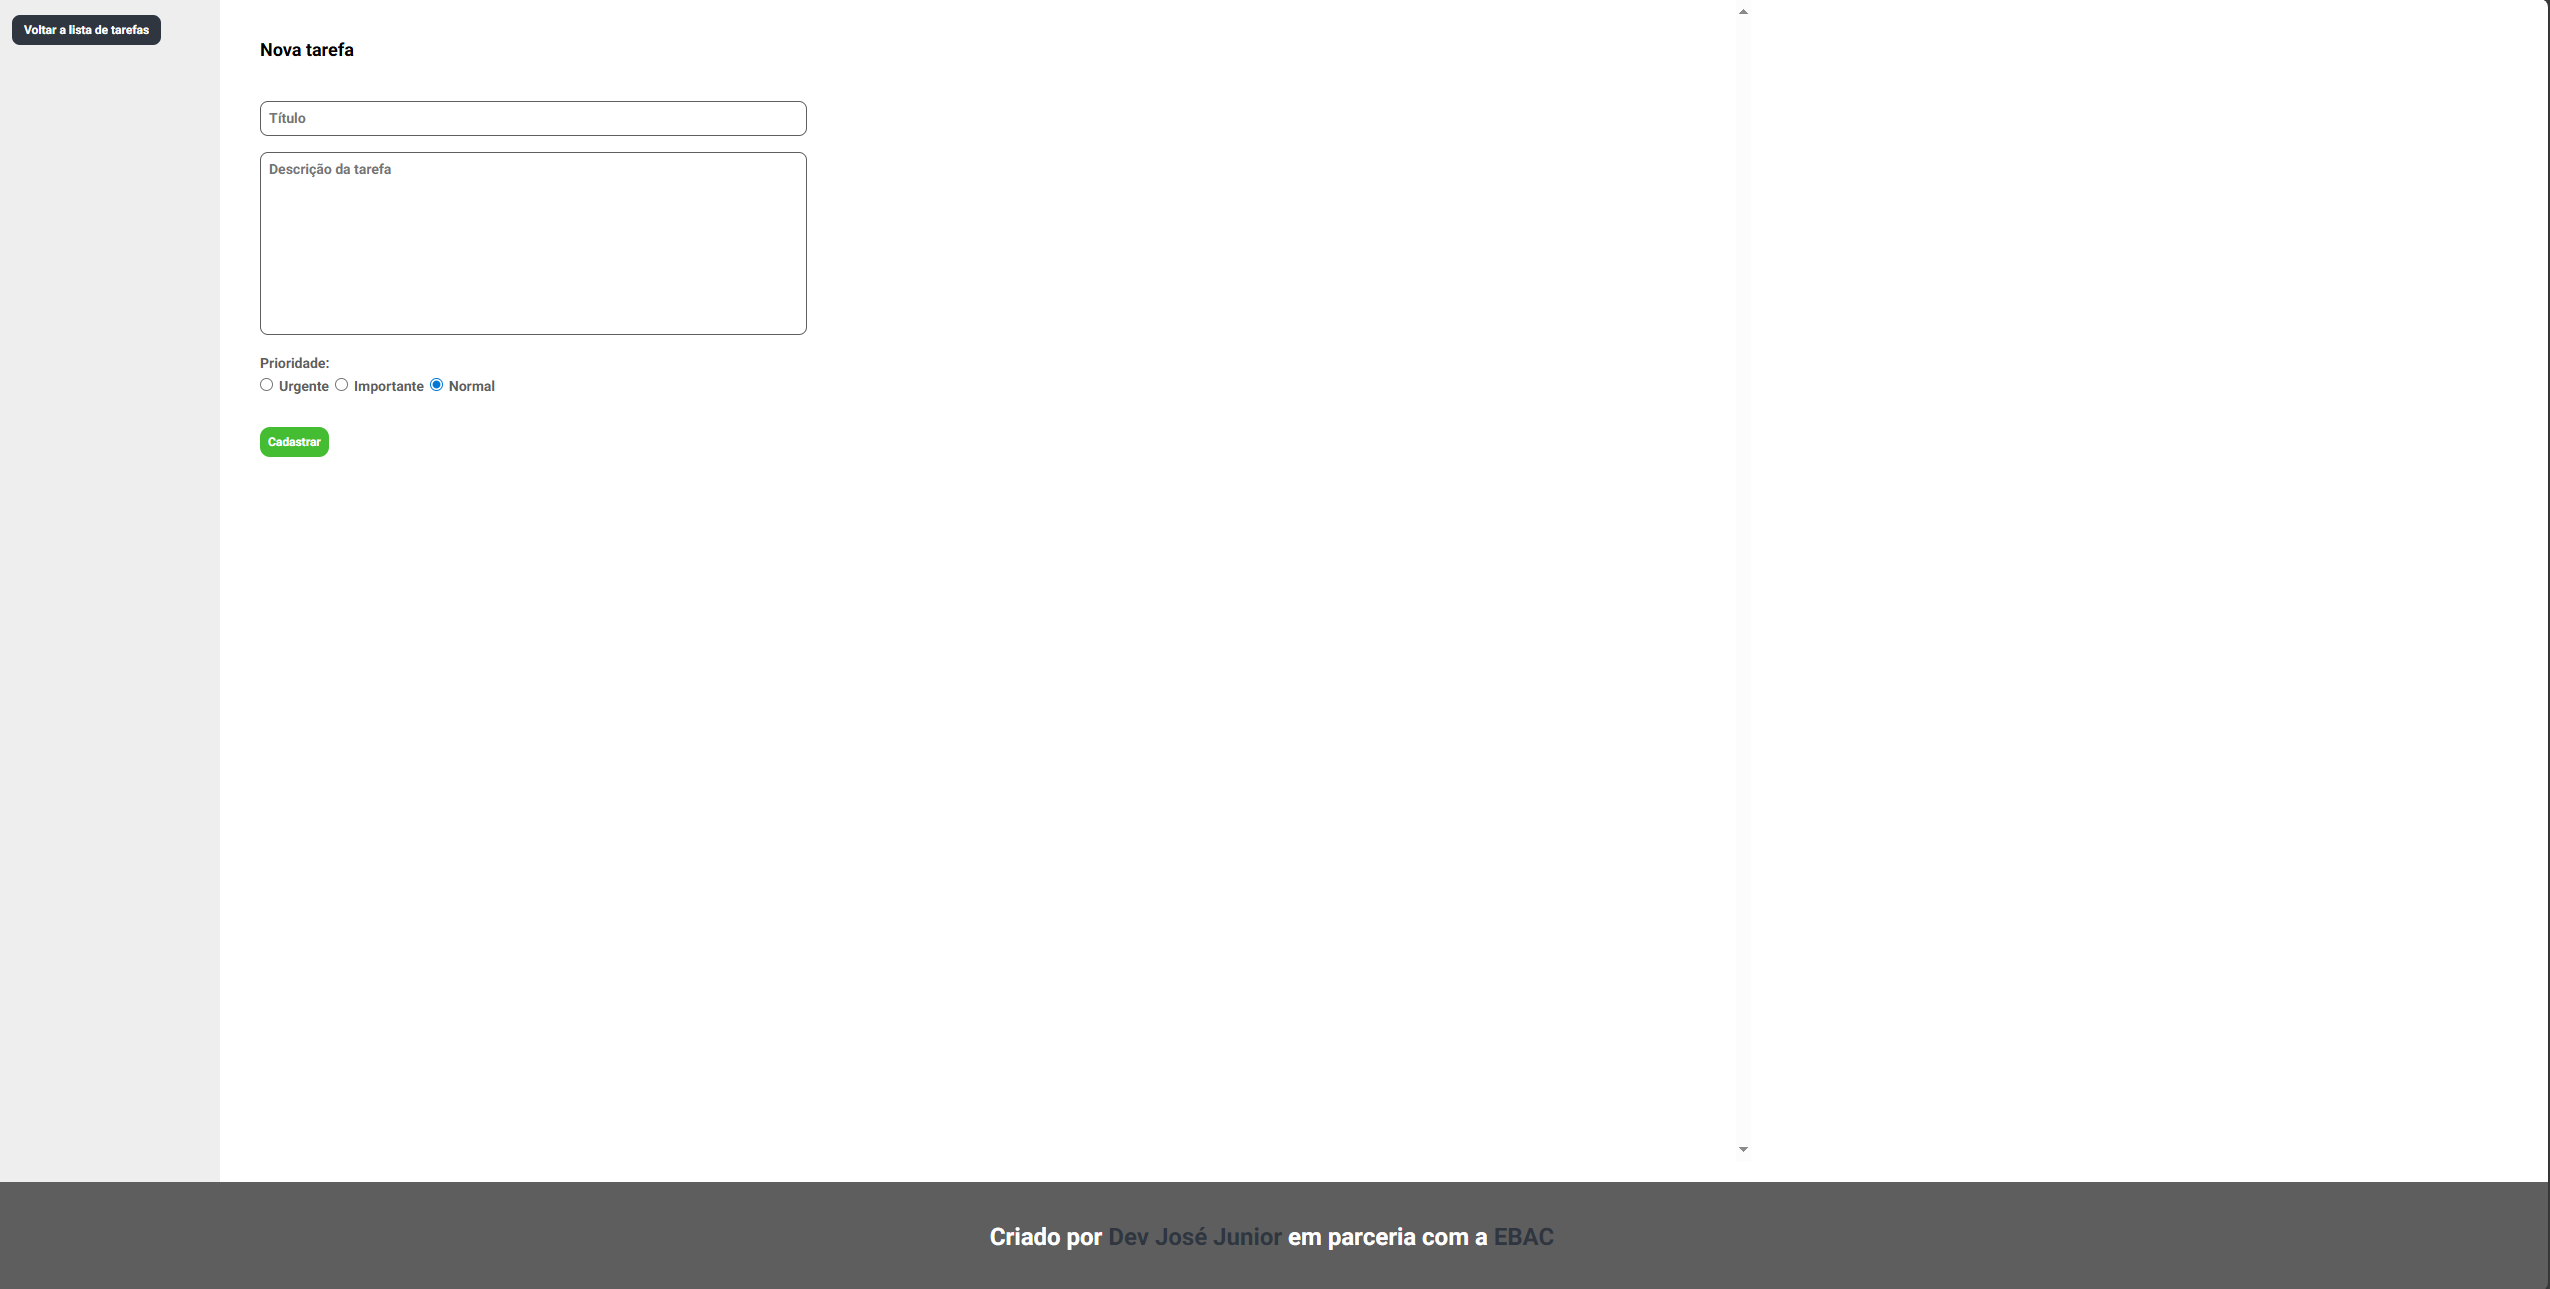 Voltar a lista de tarefas
Nova tarefa
Título
Descrição da tarefa
Prioridade:
Urgente Importante Normal
Cadastrar
Criado por Dev José Junior em parceria com a EBAC